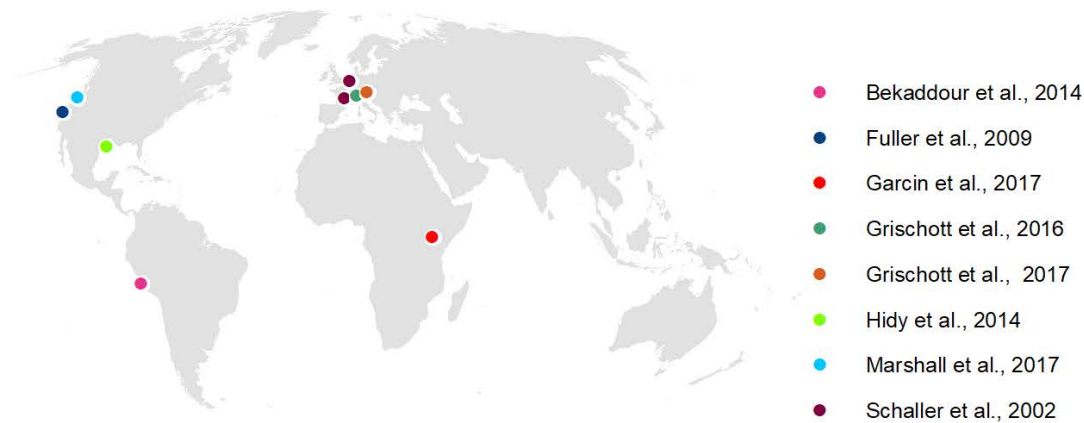 Bekaddour et al., 2014
Fuller et al., 2009
Garcin et al., 2017
Grischott et al., 2016
Grischott et al.,  2017
Hidy et al., 2014
Marshall et al., 2017
Schaller et al., 2002